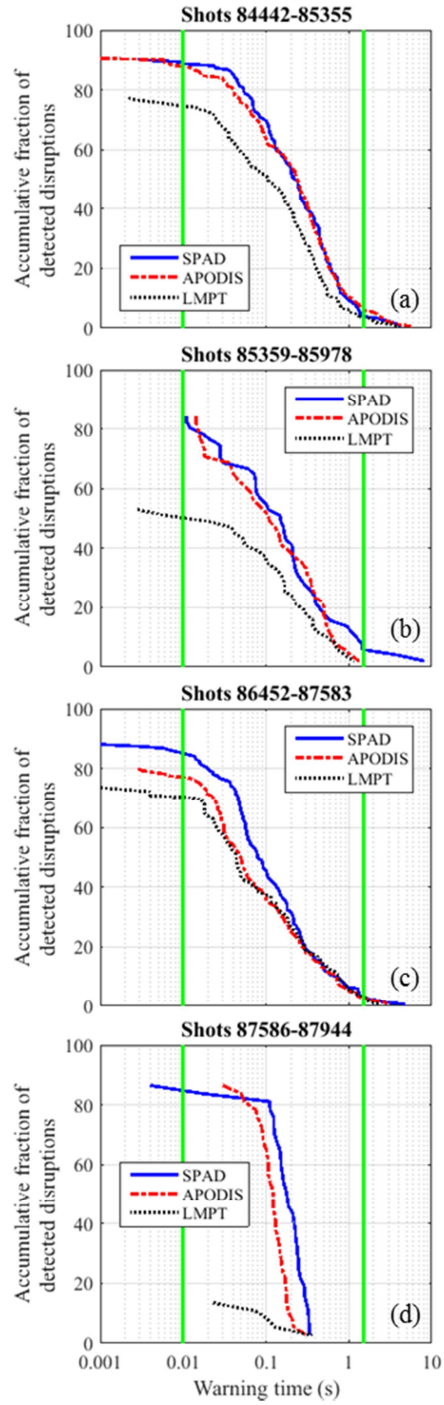 Shots 84442-85355
Accumulative fraction of
detected disruptions
100
80
60
40
20
0
SPAD
APODIS
LMPT
(a)
Shots 85359-85978
Accumulative fraction of
detected disruptions
100
80
60
40
20
0
SPAD
APODIS
LMPT
(b)
Shots 86452-87583
Accumulative fraction of
detected disruptions
100
80
60
40
20
0
SPAD
APODIS
LMPT
(c)
Shots 87586-87944
Accumulative fraction of
detected disruptions
100
80
60
40
20
0
SPAD
APODIS
LMPT
(d)
0.001 0.01 0.1 1 10
Warning time (s)